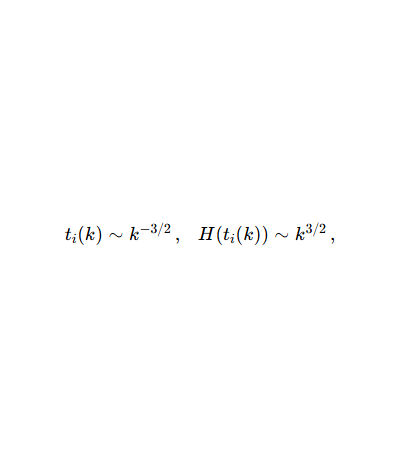 t_i(k) ∼ k^{−3/2} , H(t_i(k)) ∼ k^{3/2} ,